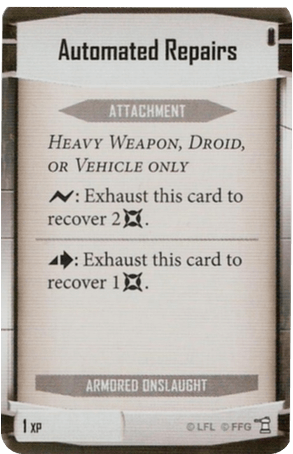 Automated Repairs
ATTACHMENT
HEAVY WEAPON, DROID,
OR VEHICLE ONLY
: Exhaust this card to
recover 2.
: Exhaust this card to
recover 1.
ARMORED ONSLAUGHT
1 XP
© LFL © FFG